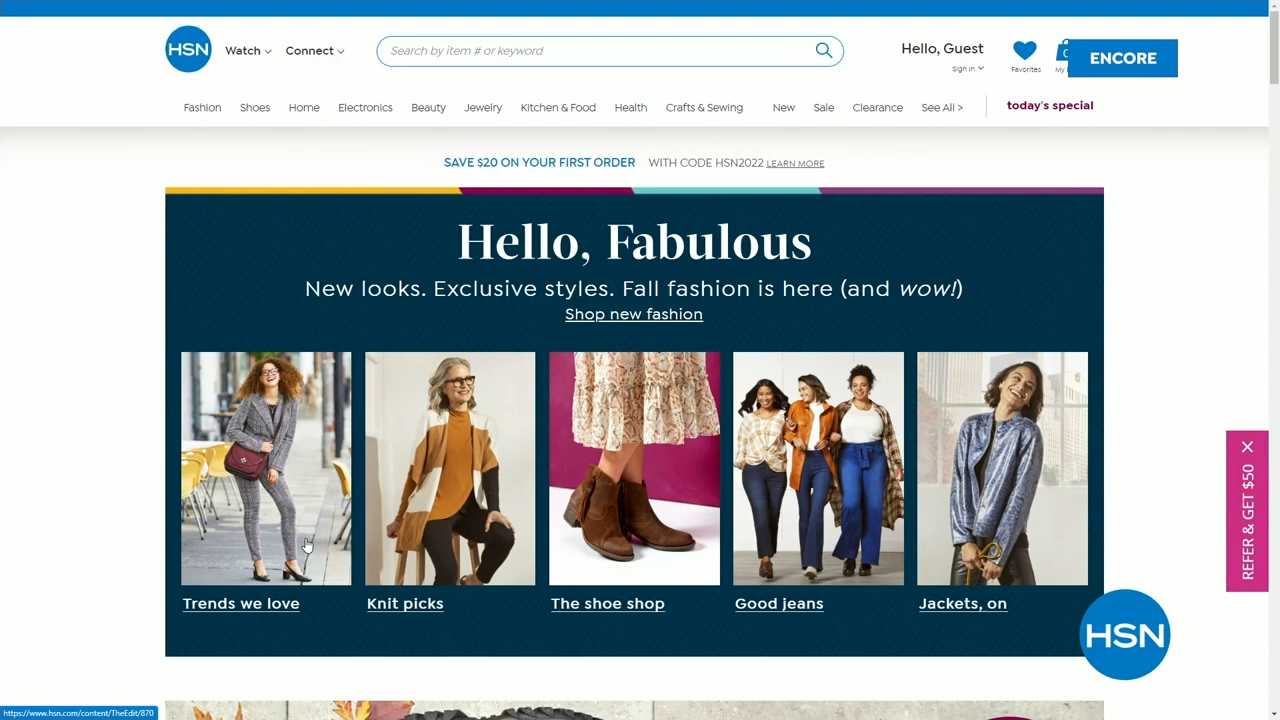 HSN
Watch
Connect
Search by item # or keyword
Hello, Guest
Sign In
Favorites
ENCORE
Fashion
Shoes
Home
Electronics
Beauty
Jewelry
Kitchen & Food
Health
Crafts & Sewing
New
Sale
Clearance
See All >
today's special
SAVE $20 ON YOUR FIRST ORDER WITH CODE HSN2022 LEARN MORE
Hello, Fabulous
New looks. Exclusive styles. Fall fashion is here (and wow!)
Shop new fashion
Trends we love
Knit picks
The shoe shop
Good jeans
Jackets, on
REFER & GET $50
HSN
https://www.hsn.com/content/TheEdit/870